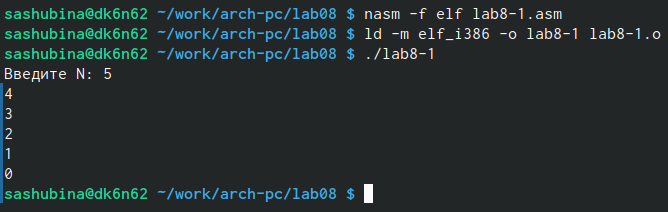 sashubina@dk6n62 ~/work/arch-pc/lab08 $ nasm -f elf lab8-1.asm
sashubina@dk6n62 ~/work/arch-pc/lab08 $ ld -m elf_i386 -o lab8-1 lab8-1.o
sashubina@dk6n62 ~/work/arch-pc/lab08 $ ./lab8-1
Введите N: 5
4
3
2
1
0
sashubina@dk6n62 ~/work/arch-pc/lab08 $